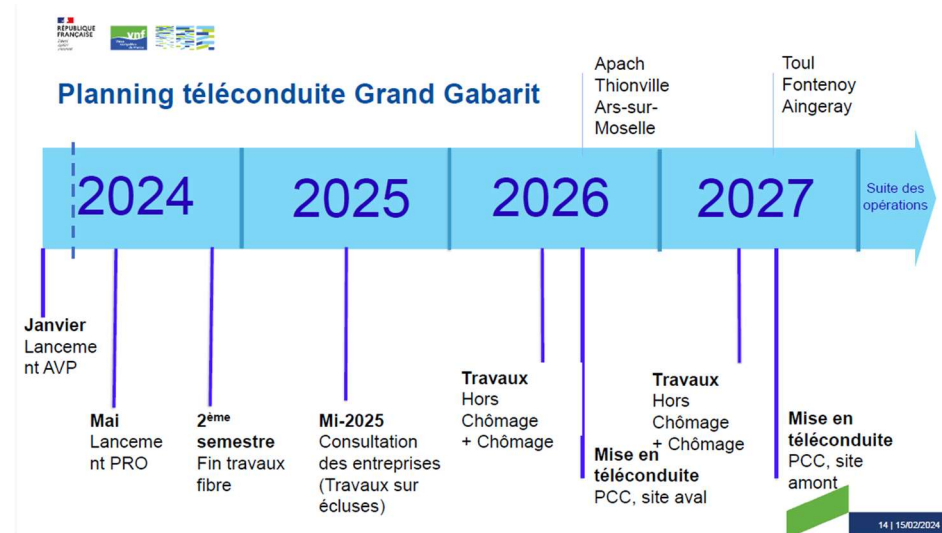 RÉPUBLIQUE
FRANÇAISE
vnf
Planning téléconduite Grand Gabarit
Apach
Thionville
Ars-sur-
Moselle
Toul
Fontenoy
Aingeray
2024
2025
2026
2027
Suite des
opérations
Janvier
Lanceme
nt AVP
Mai
Lanceme
nt PRO
2ème
semestre
Fin travaux
fibre
Mi-2025
Consultation
des entreprises
(Travaux sur
écluses)
Travaux
Hors
Chômage
+ Chômage
Mise en
téléconduite
PCC, site aval
Travaux
Hors
Chômage
+ Chômage
Mise en
téléconduite
PCC, site
amont
14 | 15/02/2024